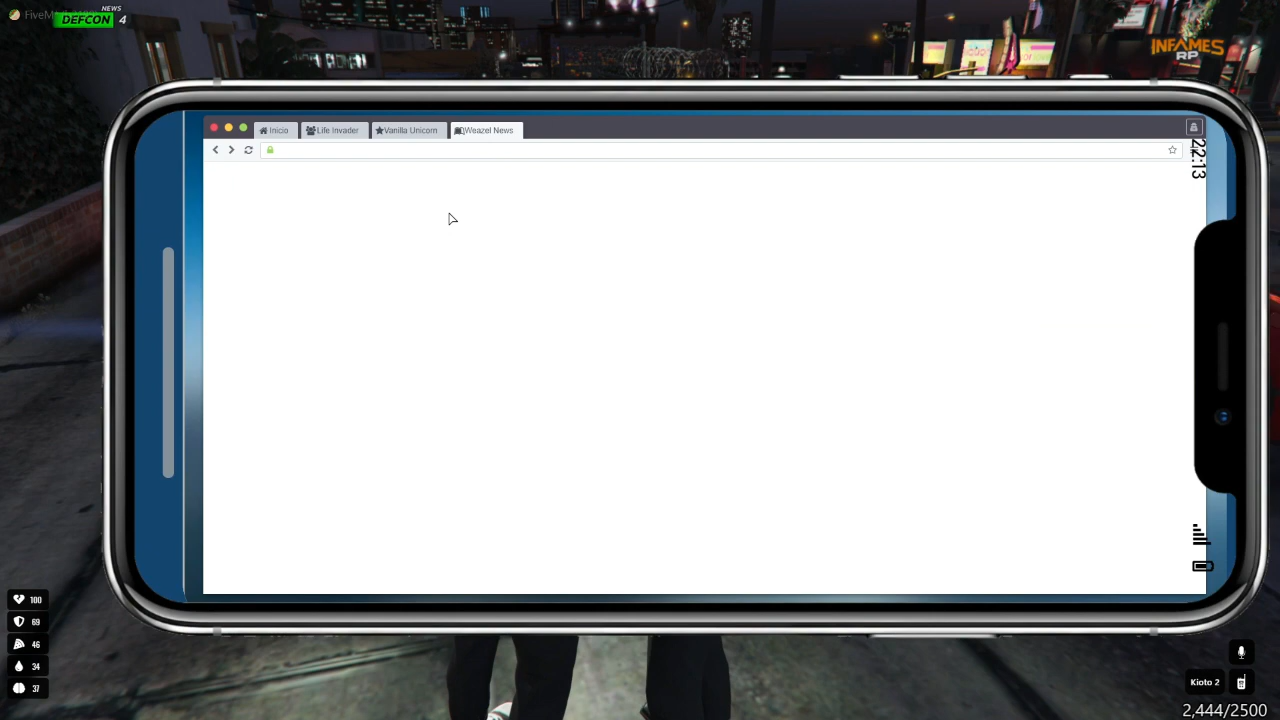 NEWS
DEFCON 4
INFAMES
RP
Inicio
Life Invader
Vanilla Unicorn
Weazel News
22:13
100
69
46
34
37
Kioto 2
2,444/2500